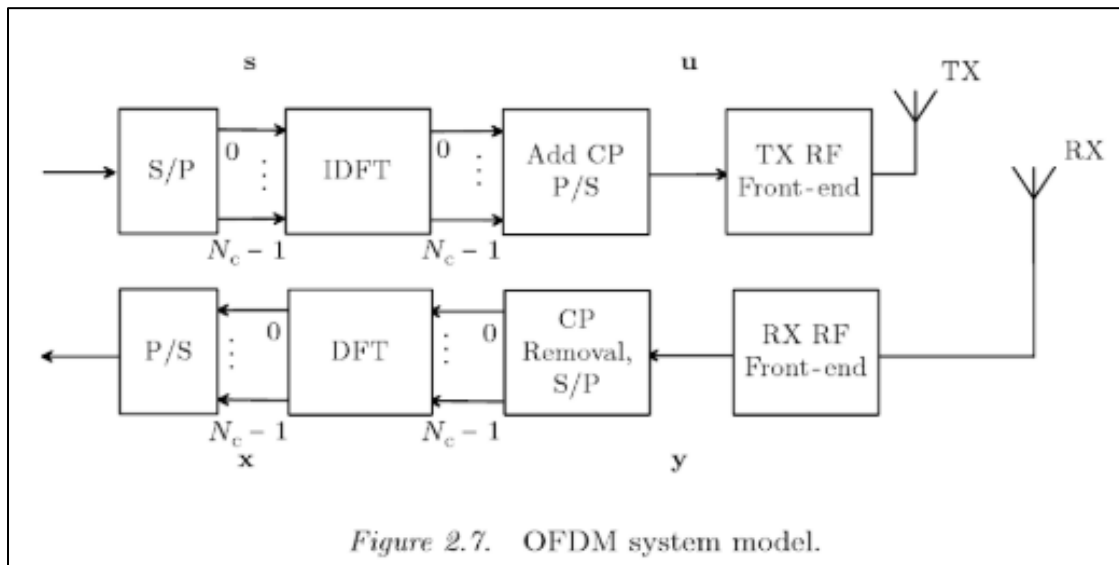 s
u
TX
RX
S/P
0
⋮
N_c − 1
IDFT
0
⋮
N_c − 1
Add CP
P/S
TX RF
Front-end
P/S
0
⋮
N_c − 1
DFT
0
⋮
N_c − 1
CP
Removal,
S/P
RX RF
Front-end
x
y
Figure 2.7. OFDM system model.